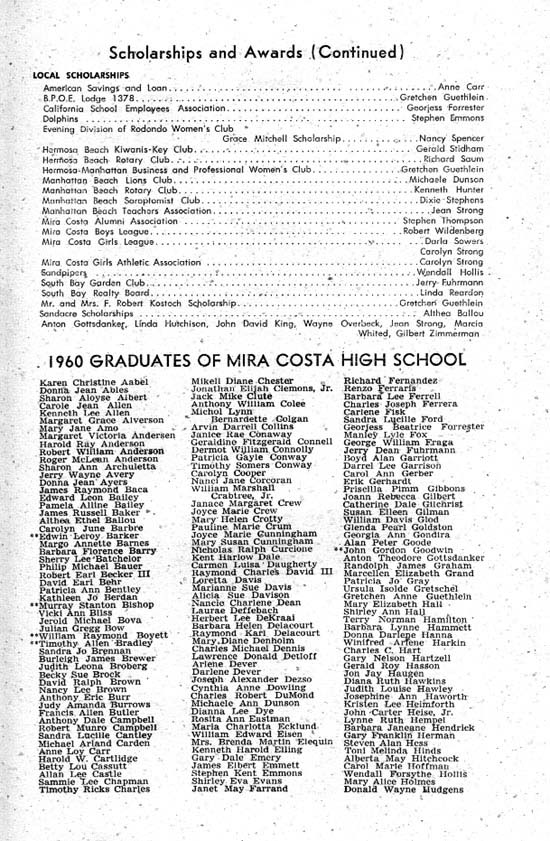 Scholarships and Awards (Continued)
LOCAL SCHOLARSHIPS
American Savings and Loan Anne Carr
B.P.O.E. Lodge 1378 Gretchen Guethlein
California School Employees Association Georjess Forrester
Dolphins Stephen Emmons
Evening Division of Rodondo Women's Club
Grace Mitchell Scholarship Nancy Spencer
Hermosa Beach Kiwanis-Key Club Gerald Stidham
Hermosa Beach Rotary Club Richard Saum
Hermosa-Manhattan Business and Professional Women's Club Gretchen Guethlein
Manhattan Beach Lions Club Michaele Dunson
Manhattan Beach Rotary Club Kenneth Hunter
Manhattan Beach Soroptomist Club Dixie Stephens
Manhattan Beach Teachers Association Jean Strong
Mira Costa Alumni Association Stephen Thompson
Mira Costa Boys League Robert Wildenberg
Mira Costa Girls League Darla Sowers
Carolyn Strong
Mira Costa Girls Athletic Association Carolyn Strong
Sandpipers Wendall Hollis
South Bay Garden Club Jerry Fuhrmann
South Bay Realty Board Linda Reardon
Mr. and Mrs. F. Robert Kostoch Scholarship Gretchen Guethlein
Sandacre Scholarships Althea Ballou
Anton Gottsdanker, Linda Hutchison, John David King, Wayne Overbeck, Jean Strong, Marcia
Whited, Gilbert Zimmerman
1960 GRADUATES OF MIRA COSTA HIGH SCHOOL
Karen Christine Aabel
Donna Jean Ables
Sharon Aloyse Albert
Carole Jean Allen
Kenneth Lee Allen
Margaret Grace Alverson
Mary Jane Amo
Margaret Victoria Andersen
Harold Ray Anderson
Robert William Anderson
Roger McLean Anderson
Sharon Ann Archuletta
Jerry Wayne Avery
Donna Jean Ayers
James Raymond Baca
Edward Leon Bailey
Pamela Alline Bailey
James Russell Baker
Althea Ethel Ballou
Carolyn June Barbre
**Edwin Leroy Barker
Margo Annette Barnes
Barbara Florence Barry
Sherry Lee Batchelor
Philip Michael Bauer
Robert Earl Becker III
David Earl Behr
Patricia Ann Bentley
Kathleen Jo Berdan
**Murray Stanton Bishop
Vicki Ann Bliss
Jerold Michael Bova
Julian Gregg Bow
**William Raymond Boyett
**Timothy Allen Bradley
Sandra Jo Brennan
Burleigh James Brewer
Judith Leona Broberg
Becky Sue Brock
David Ralph Brown
Nancy Lee Brown
Anthony Eric Burr
Judy Amanda Burrows
Francis Allen Butler
Anthony Dale Campbell
Robert Munro Campbell
Sandra Lucille Cantley
Michael Arland Carden
Anne Loy Carr
Harold W. Cartlidge
Betty Lou Cassutt
Allan Lee Castle
Sammie Lee Chapman
Timothy Ricks Charles
Mikell Diane Chester
Jonathan Elijah Clemons, Jr.
Jack Mike Clute
Anthony William Colee
Michol Lynn
Bernardette Colgan
Arvin Darrell Collins
Janice Rae Conaway
Geraldine Fitzgerald Connell
Dermot William Connolly
Patricia Gayle Conway
Timothy Somers Conway
Carolyn Cooper
Nanci Jane Corcoran
William Marshall
Crabtree, Jr.
Janace Margaret Crew
Joyce Marie Crew
Mary Helen Crotty
Pauline Marie Crum
Joyce Marie Cunningham
Mary Susan Cunningham
Nicholas Ralph Curcione
Kent Harlow Dale
Carmen Luisa Daugherty
Raymond Charles David III
Loretta Davis
Marianne Sue Davis
Alicia Sue Davison
Nancie Charlene Dean
Laurae Deffebach
Herbert Lee DeKraai
Barbara Helen Delacourt
Raymond Karl Delacourt
Mary Diane Denholm
Charles Michael Dennis
Lawrence Donald Detloff
Arlene Dever
Darlene Dever
Joseph Alexander Dezso
Cynthia Anne Dowling
Charles Robert DuMond
Michaele Ann Dunson
Dianna Lee Dye
Rosita Ann Eastman
Maria Charlotta Ecklund
William Edward Eisen
Mrs. Brenda Martin Elequin
Kenneth Harold Elling
Gary Dale Emery
James Elbert Emmett
Stephen Kent Emmons
Shirley Eva Evans
Janet May Farrand
Richard Fernandez
Renzo Ferraris
Barbara Lee Ferrell
Charles Joseph Ferrera
Carlene Fisk
Sandra Lucille Ford
Georjess Beatrice Forrester
Manley Lyle Fox
George William Fraga
Jerry Dean Fuhrmann
Boyd Alan Garriott
Darrel Lee Garrison
Carol Ann Gerber
Erik Gerhardt
Priscilla Pimm Gibbons
Joann Rebecca Gilbert
Catherine Dale Gilchrist
Susan Eileen Gilman
William Davis Glod
Glenda Pearl Goldston
Georgia Ann Gondira
Alan Peter Goode
**John Gordon Goodwin
Anton Theodore Gottsdanker
Randolph James Graham
Marcellen Elizabeth Grand
Patricia Jo Gray
Ursula Isolde Gretschel
Gretchen Anne Guethlein
Mary Elizabeth Hall
Shirley Ann Hall
Terry Norman Hamilton
Barbara Lynne Hammett
Donna Darlepe Hanna
Winifred Arlene Harkin
Charles C. Hart
Gary Nelson Hartzell
Gerald Roy Hasson
Jon Jay Haugen
Diana Ruth Hawkins
Judith Louise Hawley
Josephine Ann Haworth
Kristen Lee Heimforth
John Carter Heise, Jr.
Lynne Ruth Hempel
Barbara Janeane Hendrick
Gary Franklin Herman
Steven Alan Hess
Toni Melinda Hinds
Alberta May Hitchcock
Carol Marie Hoffman
Wendall Forsythe Hollis
Mary Alice Holmes
Donald Wayne Hudgens